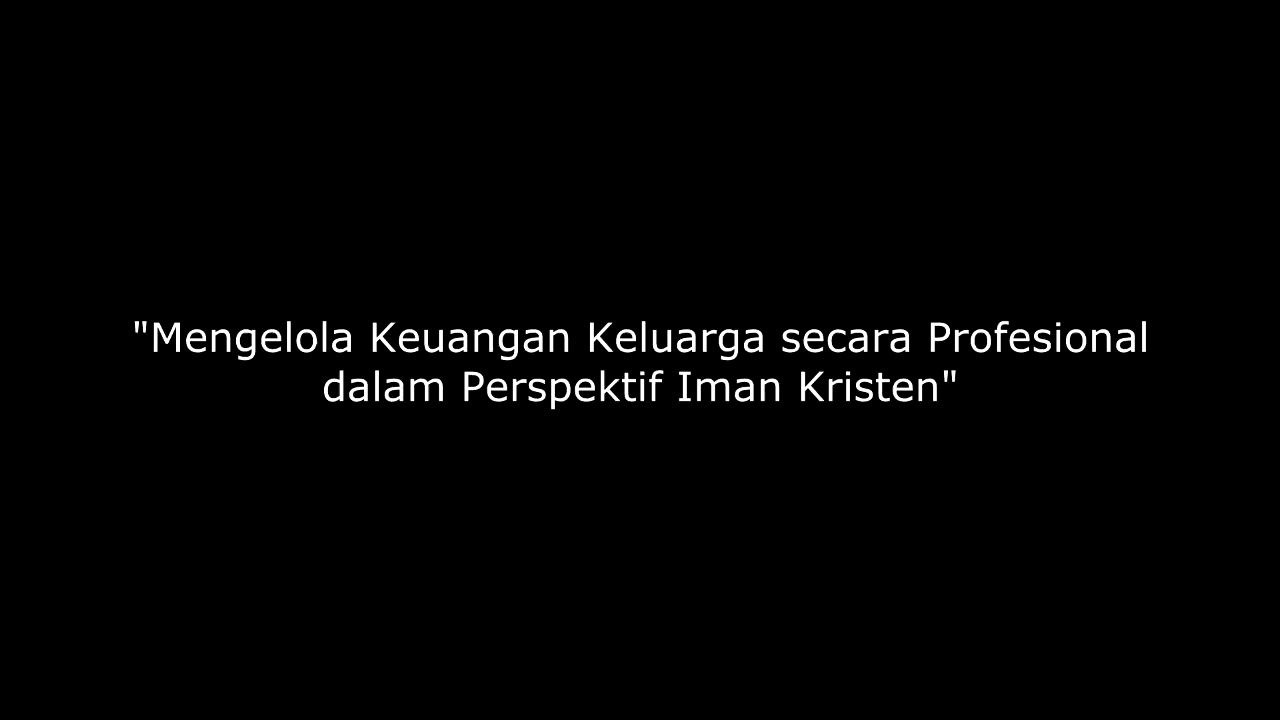 "Mengelola Keuangan Keluarga secara Profesional
dalam Perspektif Iman Kristen"